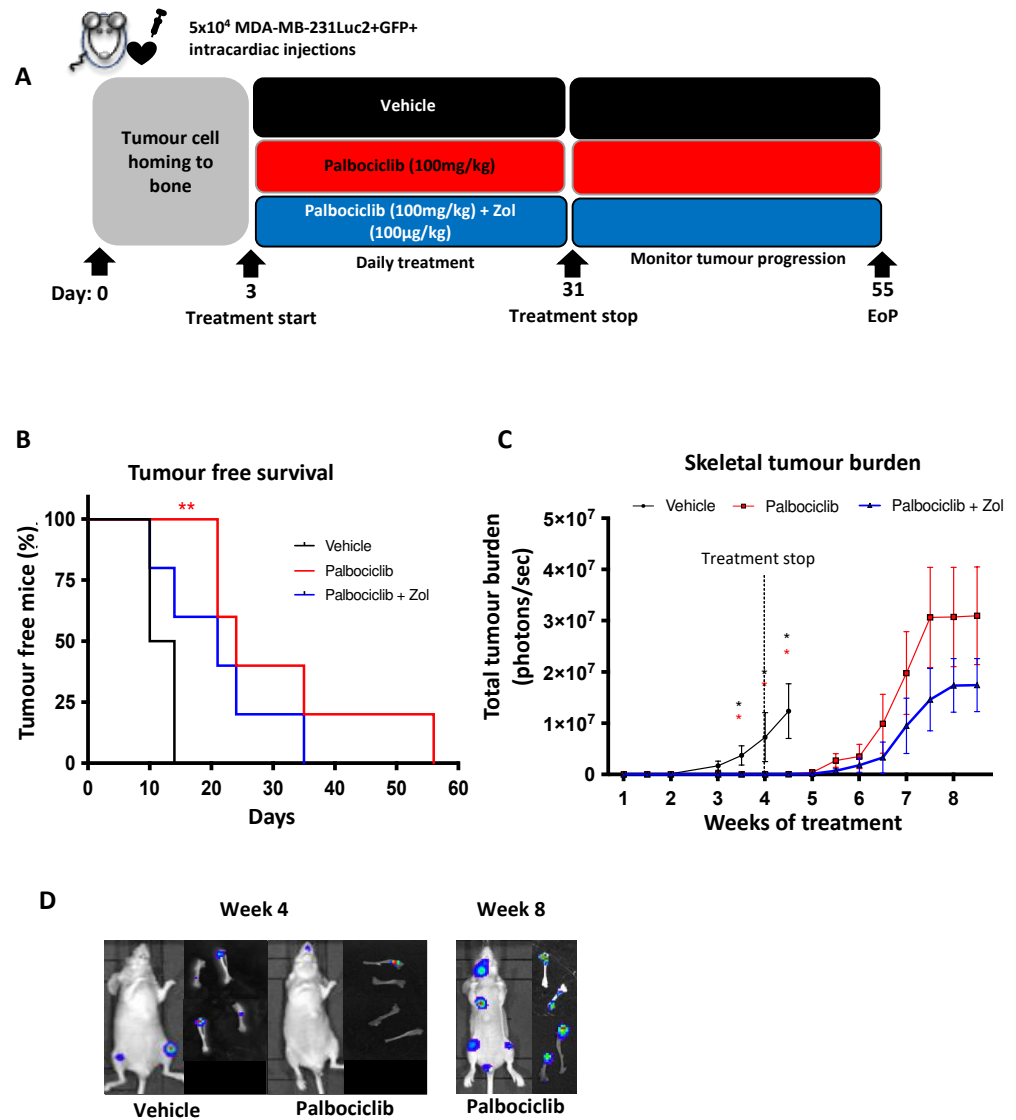 5x10⁴ MDA-MB-231Luc2+GFP+
intracardiac injections
A
Tumour cell
homing to
bone
Vehicle
Palbociclib (100mg/kg)
Palbociclib (100mg/kg) + Zol
(100µg/kg)
Daily treatment
Monitor tumour progression
Day: 0
3
31
55
Treatment start
Treatment stop
EoP
B
Tumour free survival
Tumour free mice (%)
100
75
50
25
0
**
Vehicle
Palbociclib
Palbociclib + Zol
0 10 20 30 40 50 60
Days
C
Skeletal tumour burden
Vehicle
Palbociclib
Palbociclib + Zol
Total tumour burden
(photons/sec)
5×10⁷
4×10⁷
3×10⁷
2×10⁷
1×10⁷
0
Treatment stop
*
*
*
*
*
*
1 2 3 4 5 6 7 8
Weeks of treatment
D
Week 4
Week 8
Vehicle
Palbociclib
Palbociclib